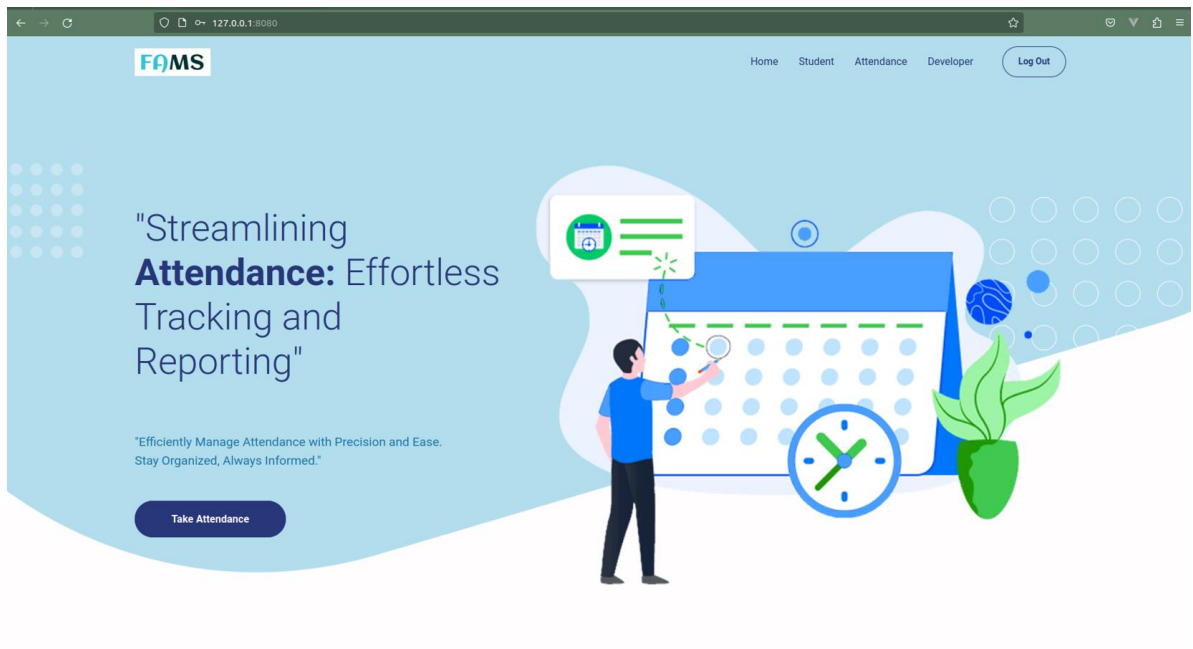 127.0.0.1:8080
FAMS
Home Student Attendance Developer Log Out
"Streamlining
Attendance: Effortless
Tracking and
Reporting"
"Efficiently Manage Attendance with Precision and Ease.
Stay Organized, Always Informed."
Take Attendance